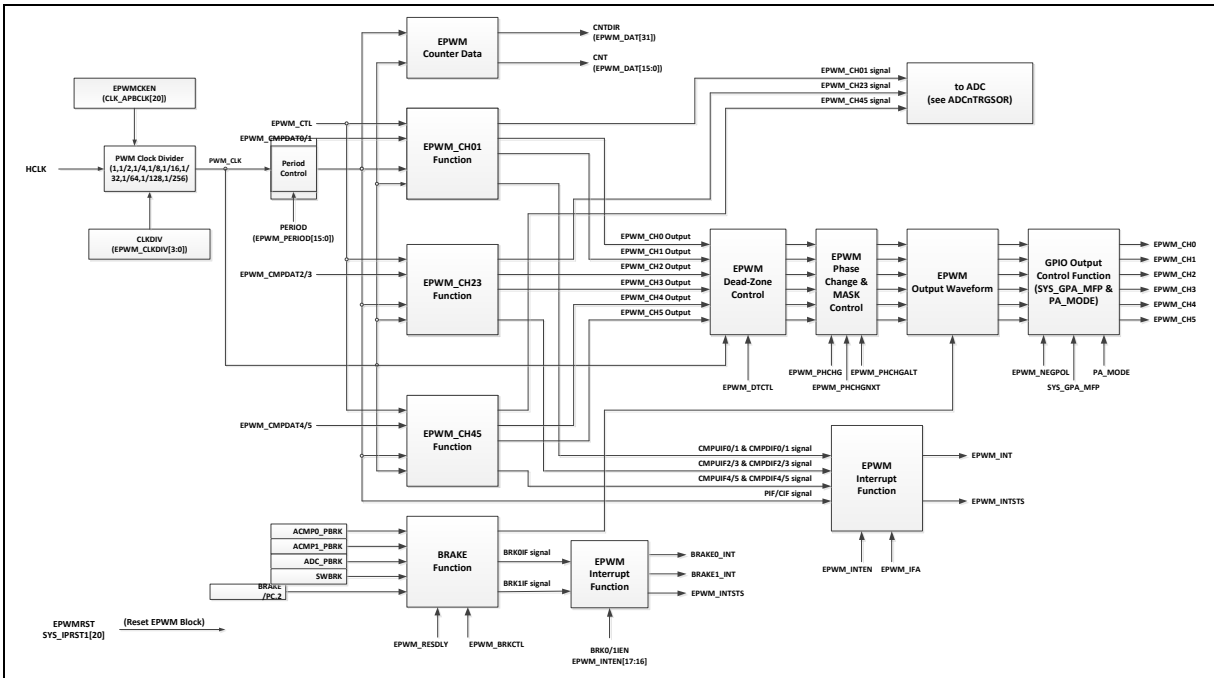 EPWM
Counter Data
CNTDIR
(EPWM_DAT[31])
CNT
(EPWM_DAT[15:0])
EPWMCKEN
(CLK_APBCLK[20])
HCLK
PWM Clock Divider
(1,1/2,1/4,1/8,1/16,1/
32,1/64,1/128,1/256)
PWM_CLK
CLKDIV
(EPWM_CLKDIV[3:0])
EPWM_CTL
EPWM_CMPDAT0/1
Period
Control
PERIOD
(EPWM_PERIOD[15:0])
EPWM_CH01
Function
EPWM_CH01 signal
EPWM_CH23 signal
EPWM_CH45 signal
to ADC
(see ADCnTRGSOR)
EPWM_CMPDAT2/3
EPWM_CH23
Function
EPWM_CH0 Output
EPWM_CH1 Output
EPWM_CH2 Output
EPWM_CH3 Output
EPWM_CH4 Output
EPWM_CH5 Output
EPWM
Dead-Zone
Control
EPWM_DTCTL
EPWM
Phase
Change &
MASK
Control
EPWM_PHCHG
EPWM_PHCHGALT
EPWM_PHCHGNXT
EPWM
Output Waveform
GPIO Output
Control Function
(SYS_GPA_MFP &
PA_MODE)
EPWM_NEGPOL
PA_MODE
SYS_GPA_MFP
EPWM_CH0
EPWM_CH1
EPWM_CH2
EPWM_CH3
EPWM_CH4
EPWM_CH5
EPWM_CMPDAT4/5
EPWM_CH45
Function
CMPUIF0/1 & CMPDIF0/1 signal
CMPUIF2/3 & CMPDIF2/3 signal
CMPUIF4/5 & CMPDIF4/5 signal
PIF/CIF signal
EPWM
Interrupt
Function
EPWM_INT
EPWM_INTSTS
EPWM_INTEN
EPWM_IFA
ACMP0_PBRK
ACMP1_PBRK
ADC_PBRK
SWBRK
BRAKE
/PC.2
BRAKE
Function
EPWM_RESDLY
EPWM_BRKCTL
BRK0IF signal
BRK1IF signal
EPWM
Interrupt
Function
BRAKE0_INT
BRAKE1_INT
EPWM_INTSTS
BRK0/1IEN
EPWM_INTEN[17:16]
EPWMRST
SYS_IPRST1[20]
(Reset EPWM Block)